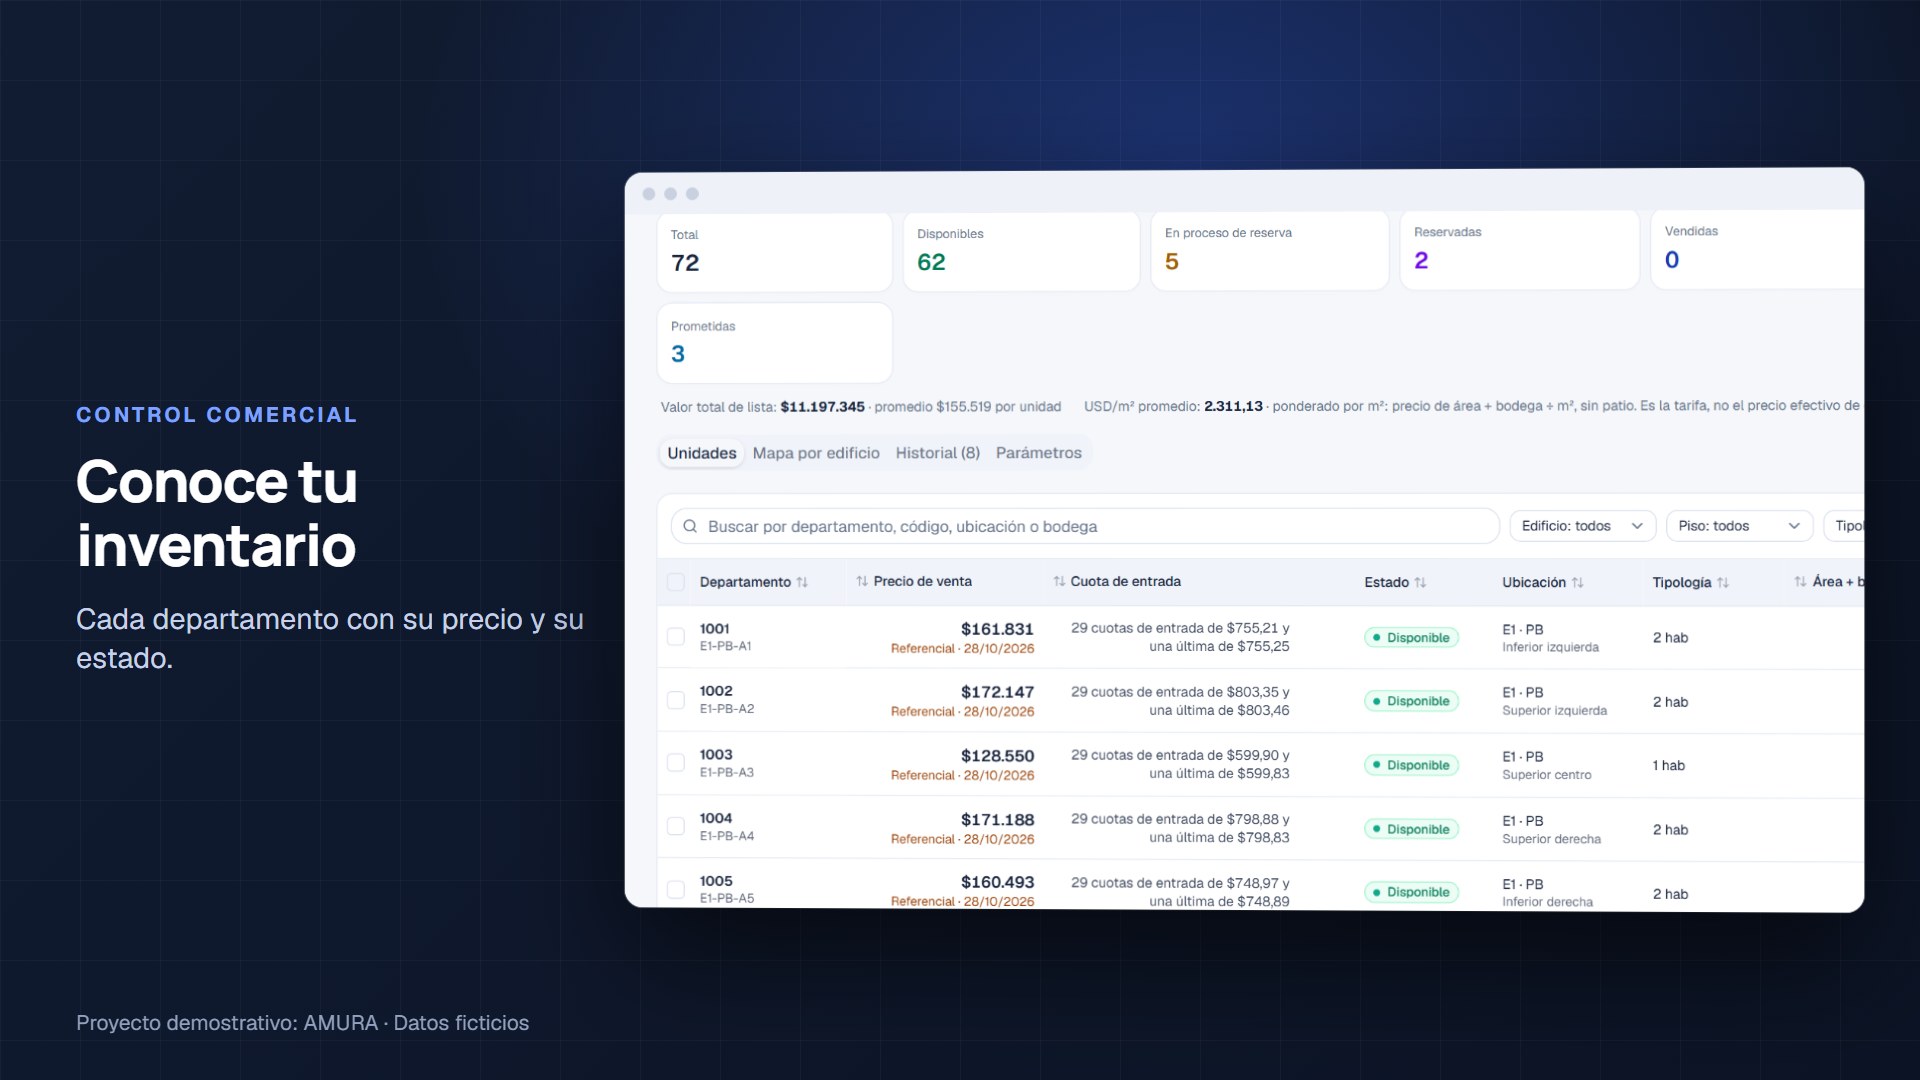 CONTROL COMERCIAL
Conoce tu
inventario
Cada departamento con su precio y su
estado.
Proyecto demostrativo: AMURA · Datos ficticios
Total
72
Disponibles
62
En proceso de reserva
5
Reservadas
2
Vendidas
0
Prometidas
3
Valor total de lista: $11.197.345 · promedio $155.519 por unidad
USD/m² promedio: 2.311,13 · ponderado por m²: precio de área + bodega ÷ m², sin patio. Es la tarifa, no el precio efectivo de
Unidades Mapa por edificio Historial (8) Parámetros
Buscar por departamento, código, ubicación o bodega
Edificio: todos
Piso: todos
Tipol
Departamento Precio de venta Cuota de entrada Estado Ubicación Tipología Área + b
1001 $161.831 29 cuotas de entrada de $755,21 y Disponible E1 · PB 2 hab
E1-PB-A1 Referencial · 28/10/2026 una última de $755,25 Inferior izquierda
1002 $172.147 29 cuotas de entrada de $803,35 y Disponible E1 · PB 2 hab
E1-PB-A2 Referencial · 28/10/2026 una última de $803,46 Superior izquierda
1003 $128.550 29 cuotas de entrada de $599,90 y Disponible E1 · PB 1 hab
E1-PB-A3 Referencial · 28/10/2026 una última de $599,83 Superior centro
1004 $171.188 29 cuotas de entrada de $798,88 y Disponible E1 · PB 2 hab
E1-PB-A4 Referencial · 28/10/2026 una última de $798,83 Superior derecha
1005 $160.493 29 cuotas de entrada de $748,97 y Disponible E1 · PB 2 hab
E1-PB-A5 Referencial · 28/10/2026 una última de $748,89 Inferior derecha